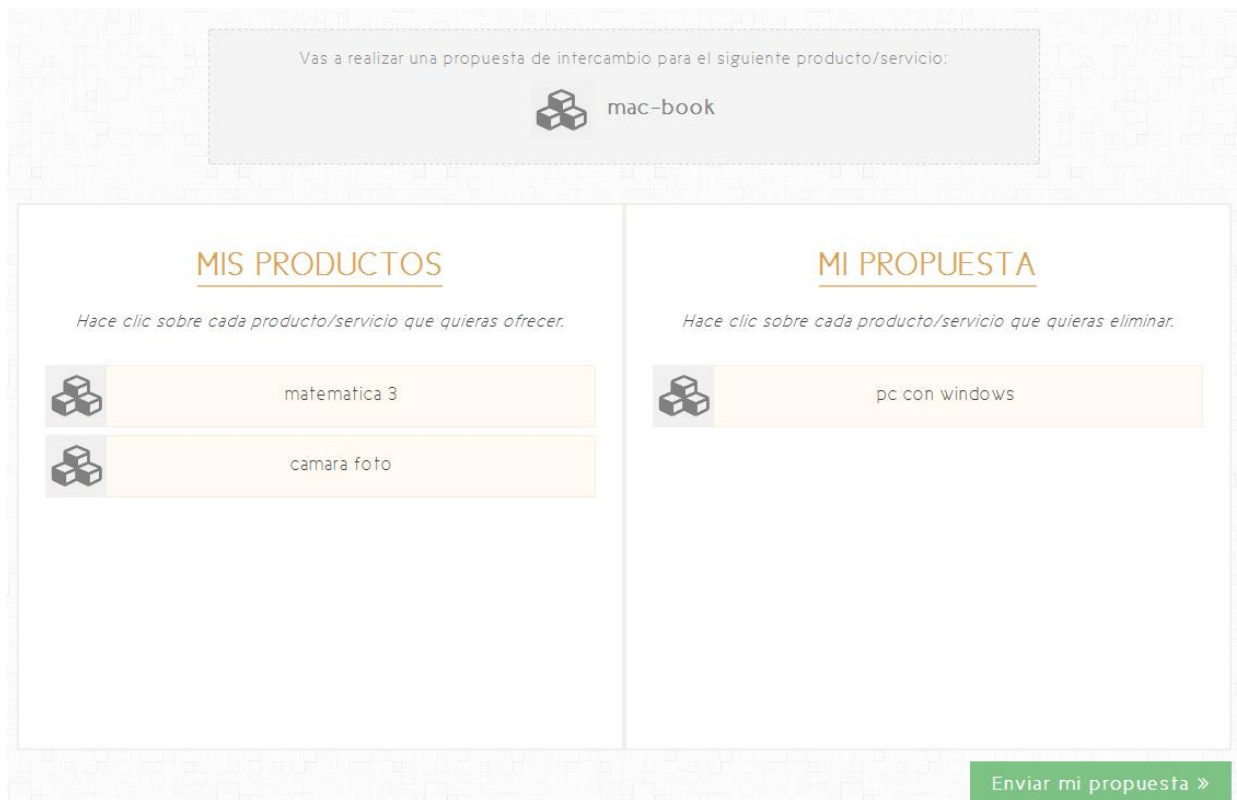 Vas a realizar una propuesta de intercambio para el siguiente producto/servicio:
mac-book
MIS PRODUCTOS
Hace clic sobre cada producto/servicio que quieras ofrecer.
matematica 3
camara foto
MI PROPUESTA
Hace clic sobre cada producto/servicio que quieras eliminar.
pc con windows
Enviar mi propuesta »